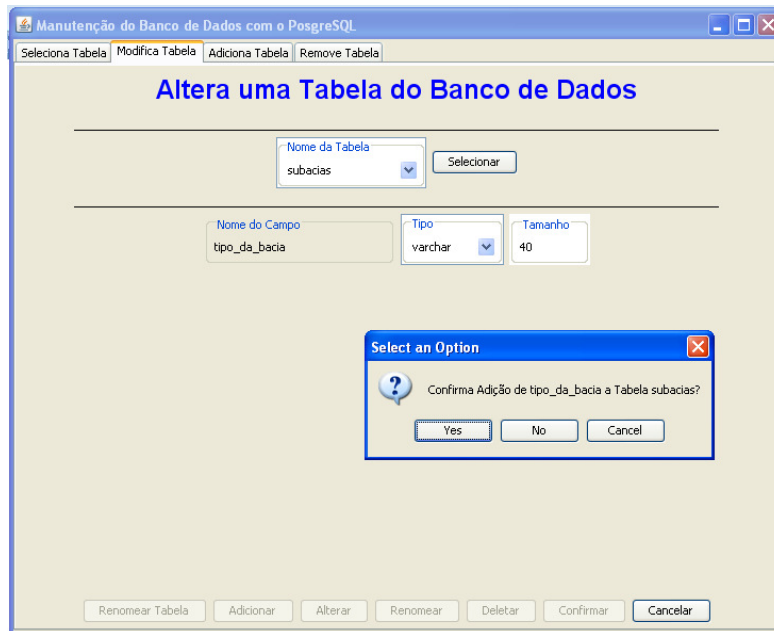 Manutenção do Banco de Dados com o PosgreSQL
Seleciona Tabela Modifica Tabela Adiciona Tabela Remove Tabela
Altera uma Tabela do Banco de Dados
Nome da Tabela
subacias Selecionar
Nome do Campo Tipo Tamanho
tipo_da_bacia varchar 40
Select an Option
Confirma Adição de tipo_da_bacia a Tabela subacias?
Yes No Cancel
Renomear Tabela Adicionar Alterar Renomear Deletar Confirmar Cancelar